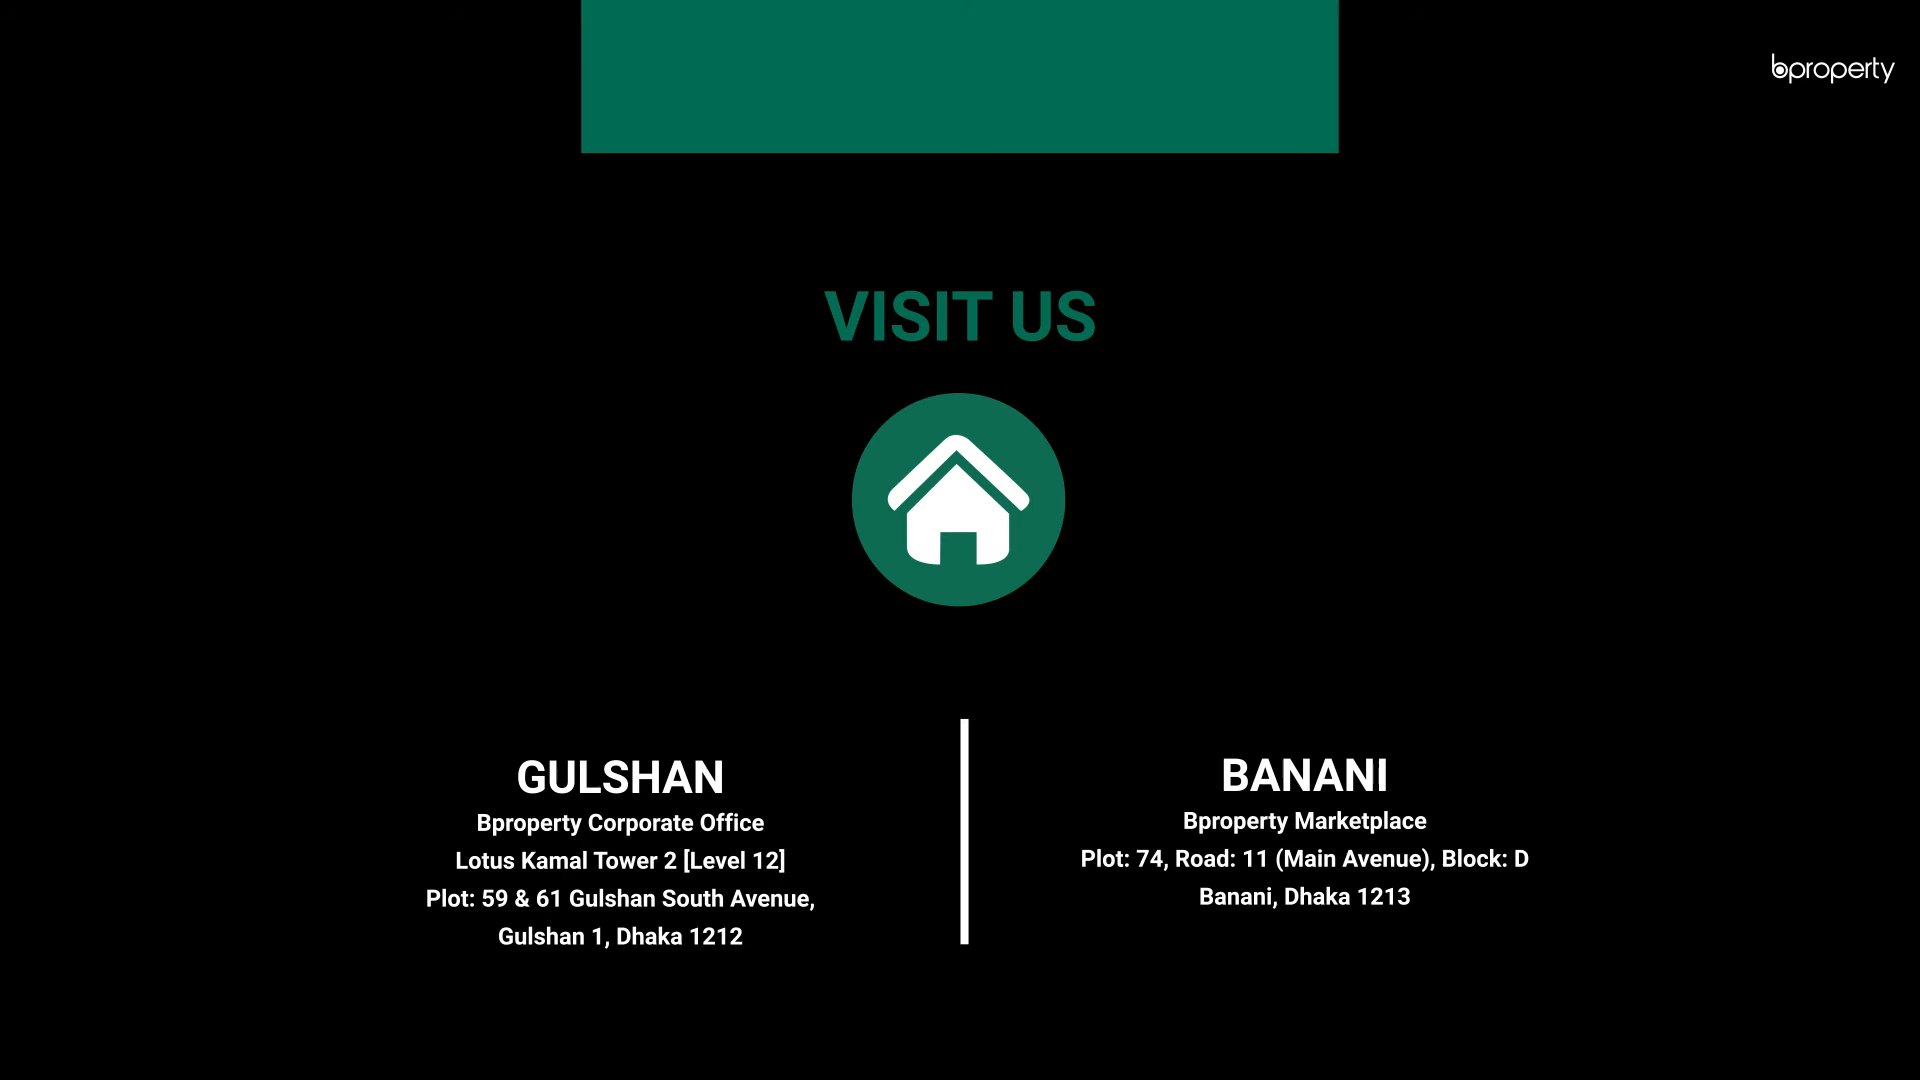 bproperty
VISIT US
GULSHAN
Bproperty Corporate Office
Lotus Kamal Tower 2 [Level 12]
Plot: 59 & 61 Gulshan South Avenue,
Gulshan 1, Dhaka 1212
BANANI
Bproperty Marketplace
Plot: 74, Road: 11 (Main Avenue), Block: D
Banani, Dhaka 1213